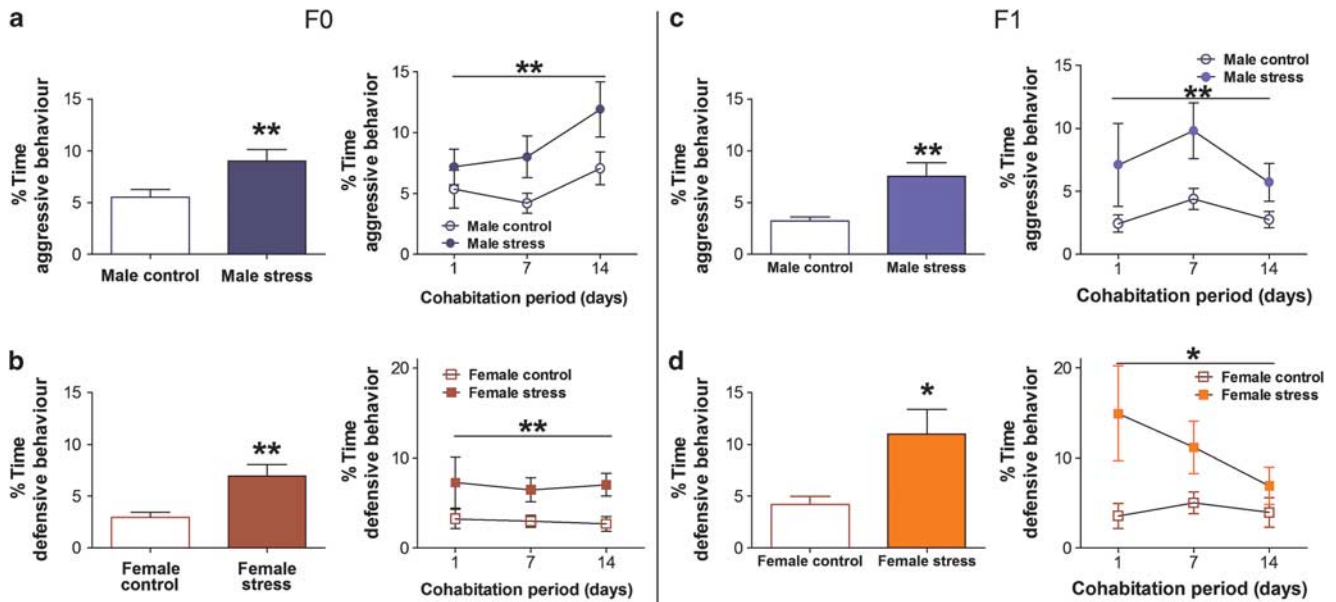 a
F0
% Time
aggressive behaviour
15
10
5
0
**
Male control
Male stress
% Time
aggressive behavior
15
10
5
0
**
Male control
Male stress
1
7
14
Cohabitation period (days)
b
% Time
defensive behaviour
15
10
5
0
**
Female
control
Female
stress
% Time
defensive behavior
20
10
0
Female control
Female stress
**
1
7
14
Cohabitation period (days)
c
F1
% Time
aggressive behavior
15
10
5
0
**
Male control
Male stress
% Time
aggressive behavior
15
10
5
0
Male control
Male stress
**
1
7
14
Cohabitation period (days)
d
% Time
defensive behavior
15
10
5
0
*
Female control
Female stress
% Time
defensive behavior
20
10
0
*
Female control
Female stress
1
7
14
Cohabitation period (days)